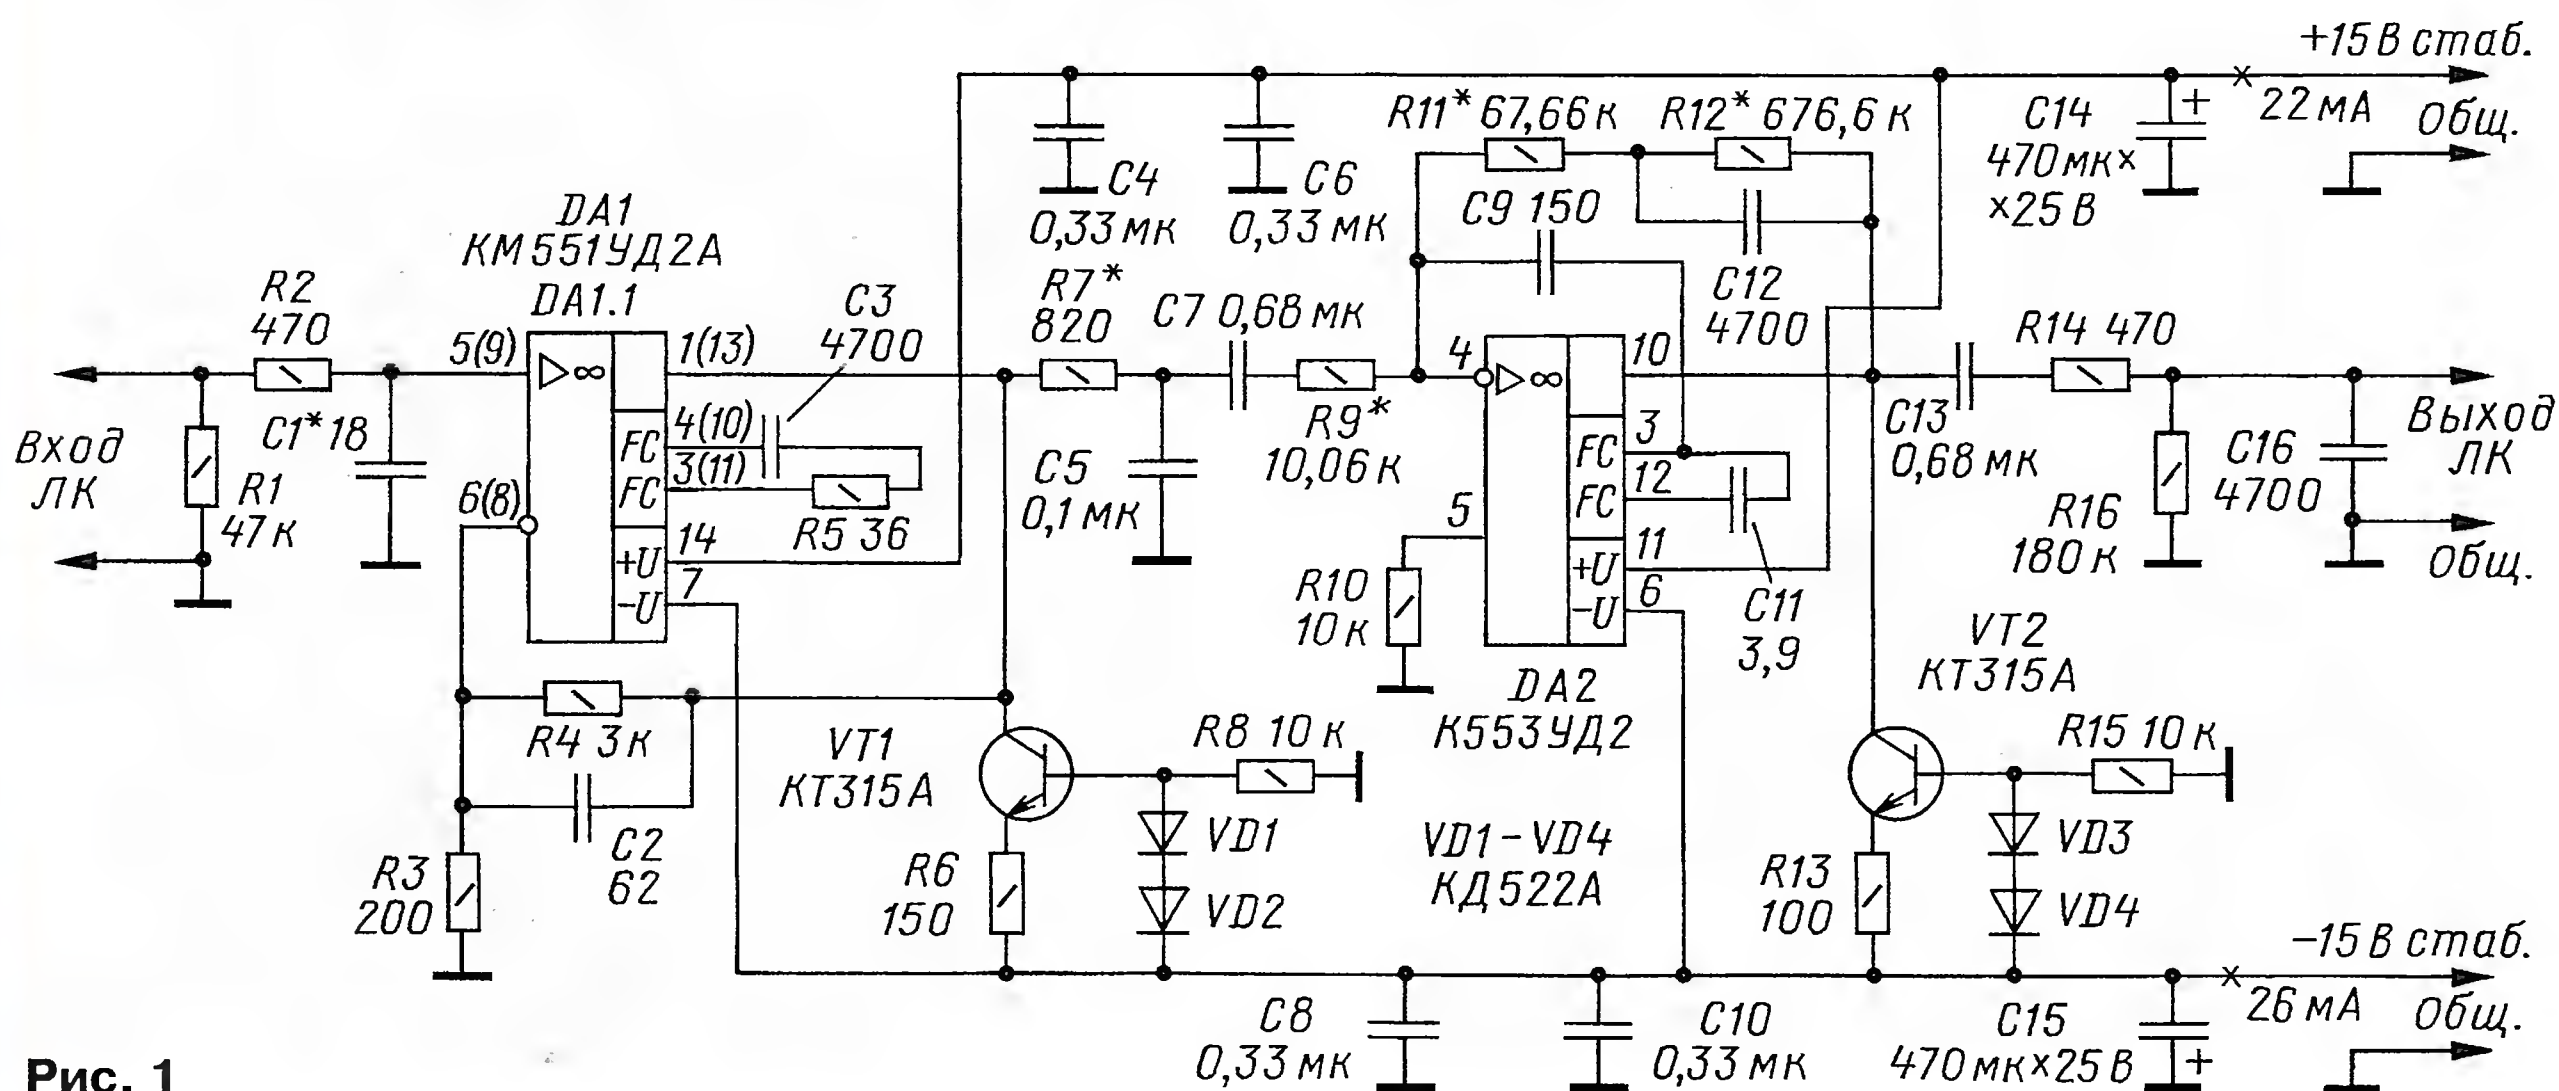 +15 В стаб.
22 мА
Общ.
C14
470 мк×
×25 В
R11* 67,66 к
R12* 676,6 к
C4
0,33 мк
C6
0,33 мк
C9 150
C12
4700
DA1
КМ551УД2А
DA1.1
R2
470
5(9)
▷∞
1(13)
C3
4700
R7*
820
C7 0,68 мк
4
▷∞
10
R14 470
Вход
ЛК
R1
47 к
C1* 18
6(8)
FC
4(10)
FC
3(11)
R5 36
+U
14
-U
7
C5
0,1 мк
R9*
10,06 к
5
R10
10 к
FC
3
FC
12
+U
11
-U
6
C11
3,9
C13
0,68 мк
R16
180 к
C16
4700
Выход
ЛК
Общ.
DA2
К553УД2
VT2
КТ315А
R4 3 к
C2
62
R3
200
VT1
КТ315А
R8 10 к
R6
150
VD1
VD2
VD1-VD4
КД522А
R15 10 к
R13
100
VD3
VD4
-15 В стаб.
26 мА
Общ.
C8
0,33 мк
C10
0,33 мк
C15
470 мк×25 В
+
+
Рис. 1